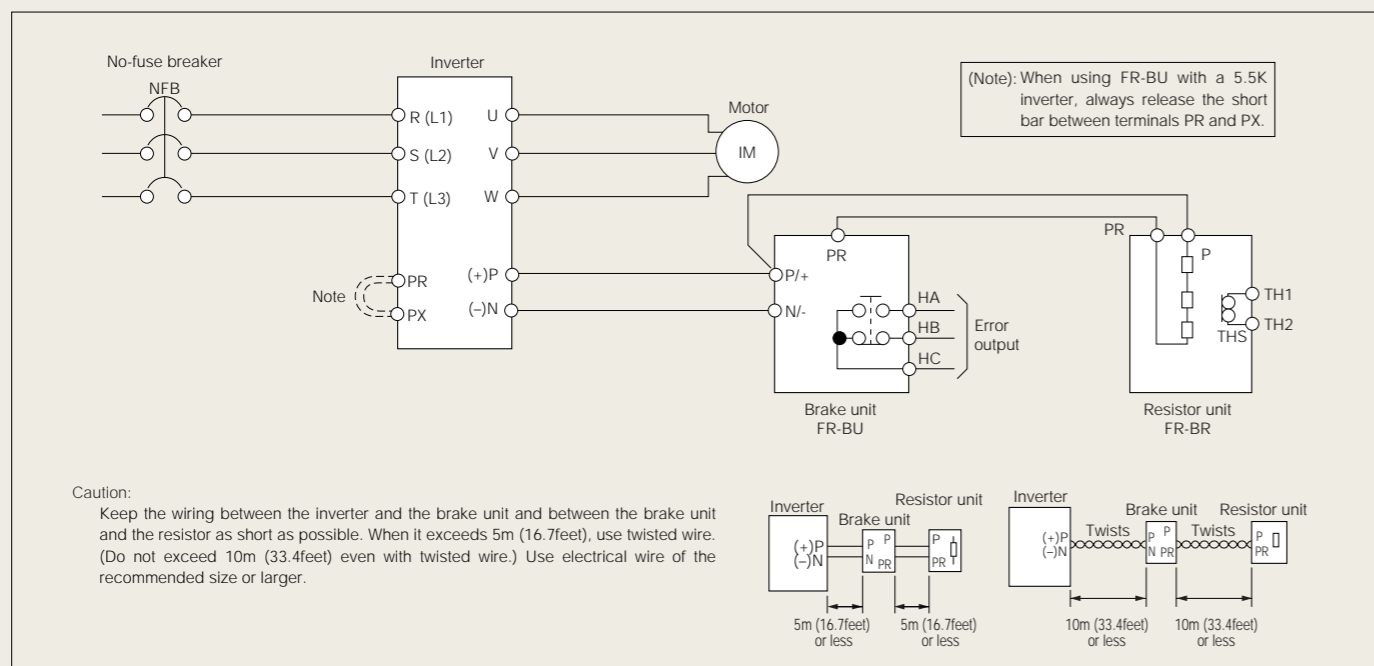 No-fuse breaker
NFB
Inverter
R (L1)
S (L2)
T (L3)
U
V
W
Motor
IM
(Note): When using FR-BU with a 5.5K
inverter, always release the short
bar between terminals PR and PX.
Note
PR
PX
(+)P
(–)N
P/+
N/-
PR
HA
HB
HC
Error
output
Brake unit
FR-BU
PR
P
TH1
TH2
THS
Resistor unit
FR-BR
Caution:
Keep the wiring between the inverter and the brake unit and between the brake unit
and the resistor as short as possible. When it exceeds 5m (16.7feet), use twisted wire.
(Do not exceed 10m (33.4feet) even with twisted wire.) Use electrical wire of the
recommended size or larger.
Inverter
Brake unit
Resistor unit
(+)P
(–)N
P P
N PR
P
PR
5m (16.7feet)
or less
5m (16.7feet)
or less
Inverter
Brake unit
Resistor unit
Twists
Twists
(+)P
(–)N
P P
N PR
P
PR
10m (33.4feet)
or less
10m (33.4feet)
or less